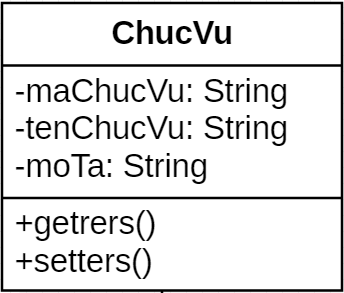 ChucVu
-maChucVu: String
-tenChucVu: String
-moTa: String
+getrers()
+setters()